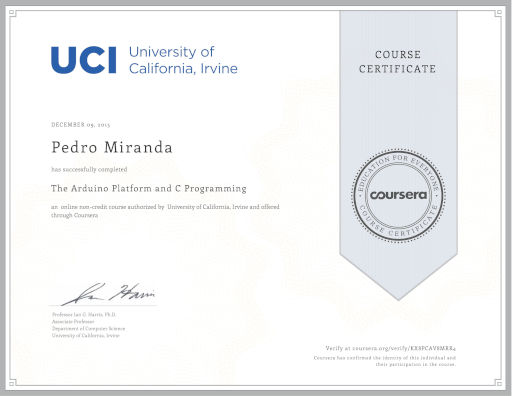 UCI University of
California, Irvine
COURSE
CERTIFICATE
EDUCATION FOR EVERYONE
coursera
COURSE CERTIFICATE
DECEMBER 09, 2015
Pedro Miranda
has successfully completed
The Arduino Platform and C Programming
an online non-credit course authorized by University of California, Irvine and offered
through Coursera
Professor Ian G. Harris, Ph.D.
Associate Professor
Department of Computer Science
University of California, Irvine
Verify at coursera.org/verify/
Coursera has confirmed the identity of this individual and
their participation in the course.